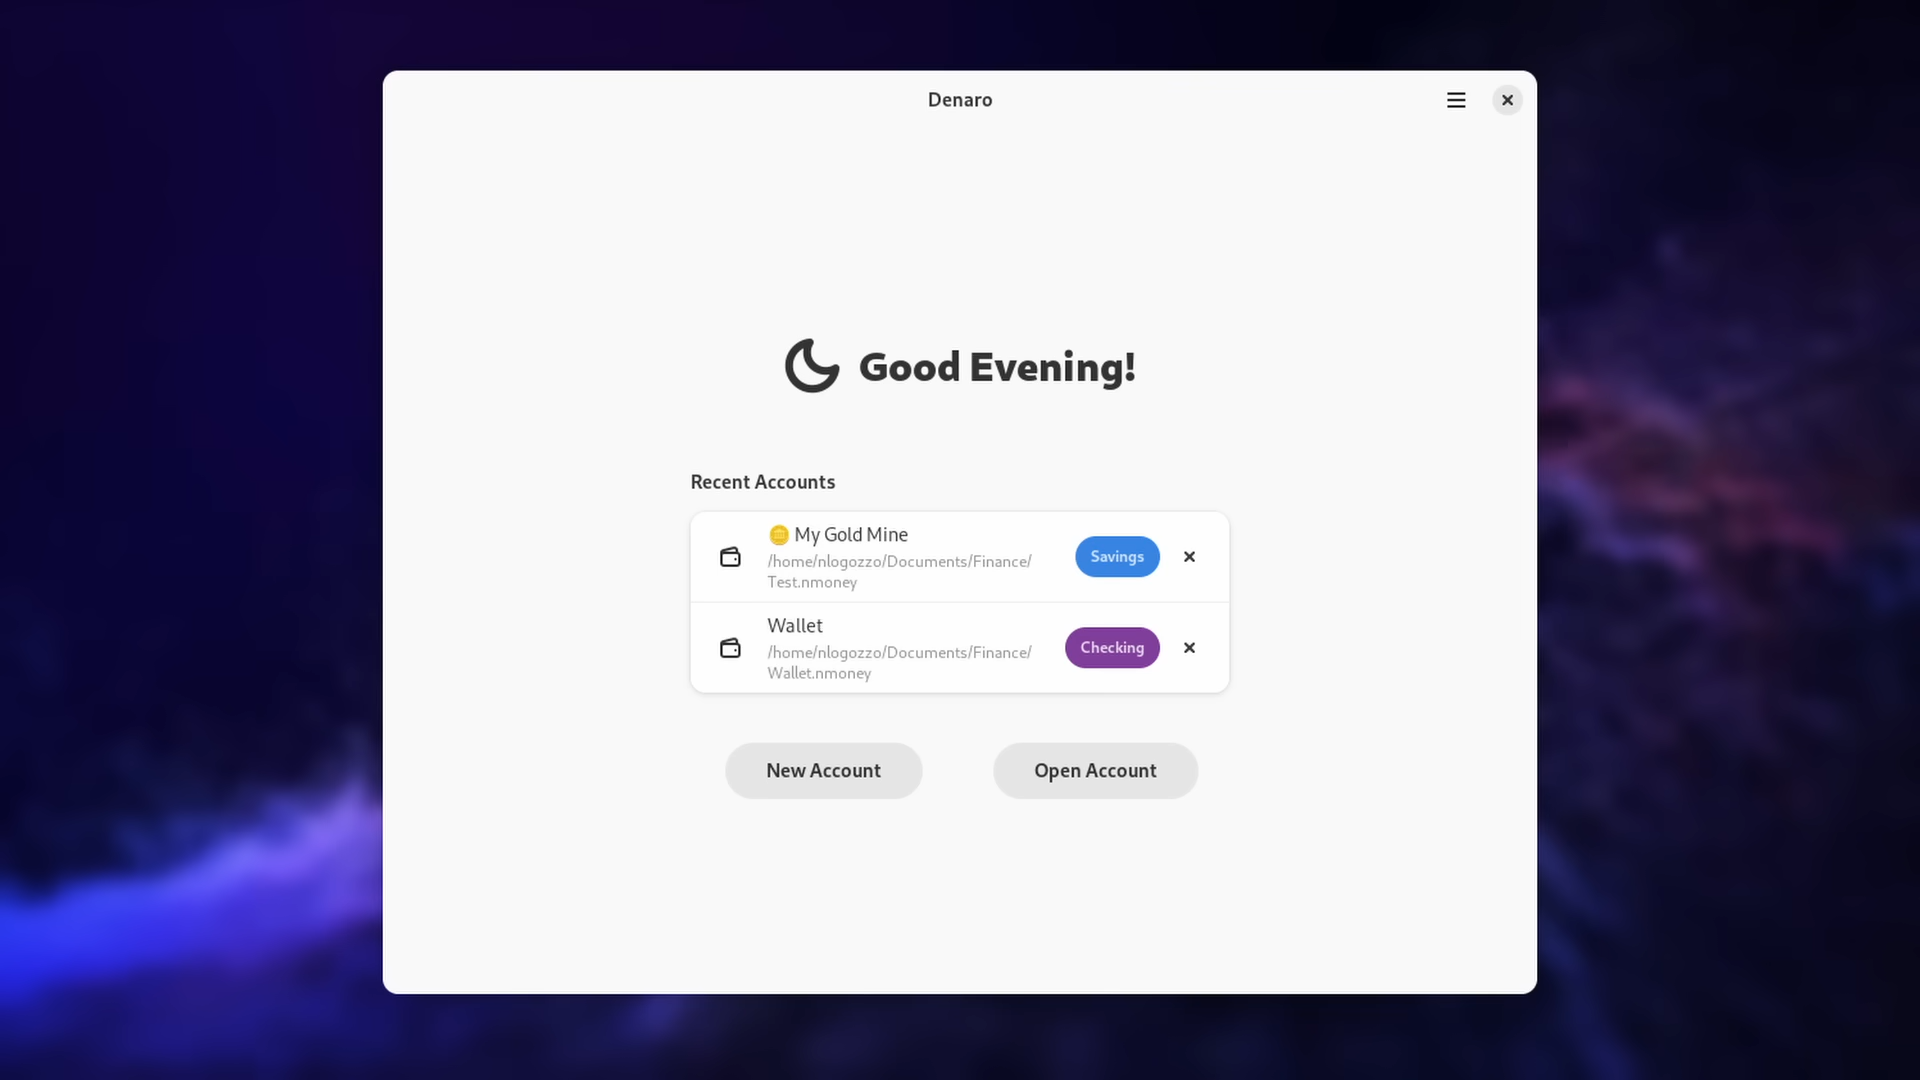 Denaro
Good Evening!
Recent Accounts
🪙 My Gold Mine
/home/nlogozzo/Documents/Finance/
Test.nmoney
Savings
Wallet
/home/nlogozzo/Documents/Finance/
Wallet.nmoney
Checking
New Account
Open Account